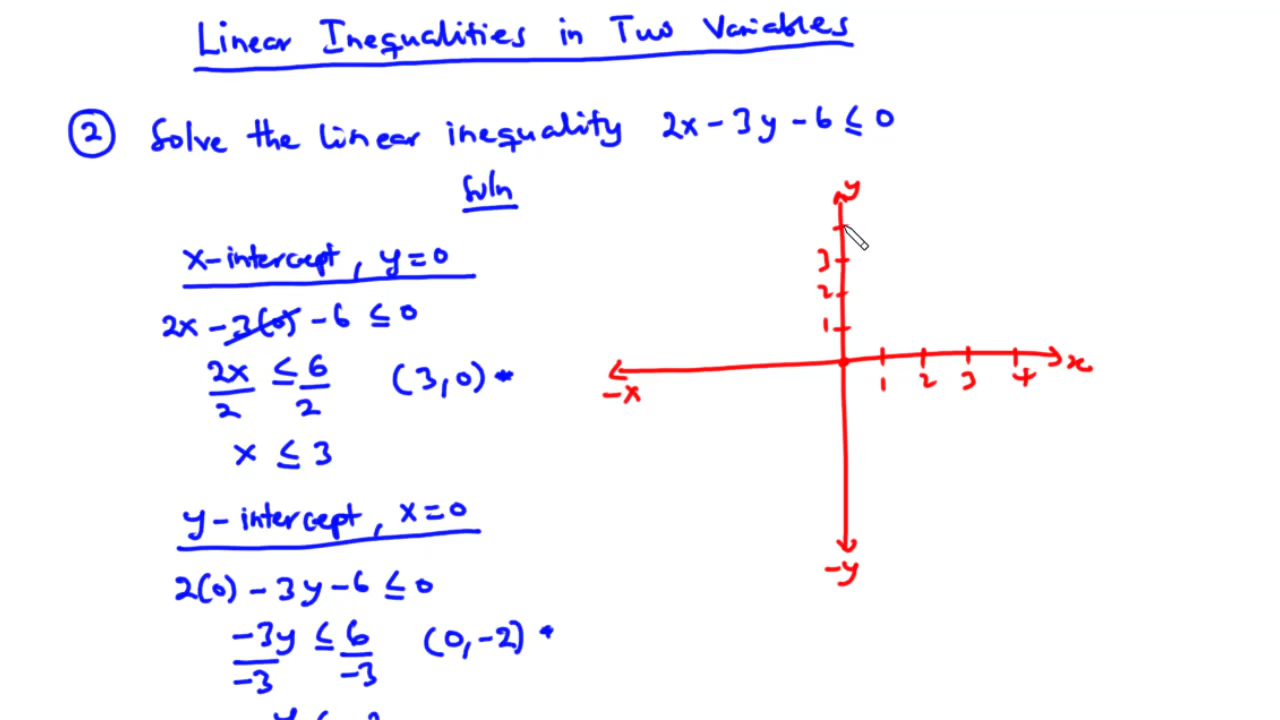 Linear Inequalities in Two Variables
② Solve the linear inequality 2x - 3y - 6 ≤ 0
Soln
x-intercept, y = 0
2x - 3(0) - 6 ≤ 0
2x/2 ≤ 6/2 (3, 0) *
x ≤ 3
y-intercept, x = 0
2(0) - 3y - 6 ≤ 0
-3y/-3 ≤ 6/-3 (0, -2) *
y
3
2
1
-x 1 2 3 4 x
-y